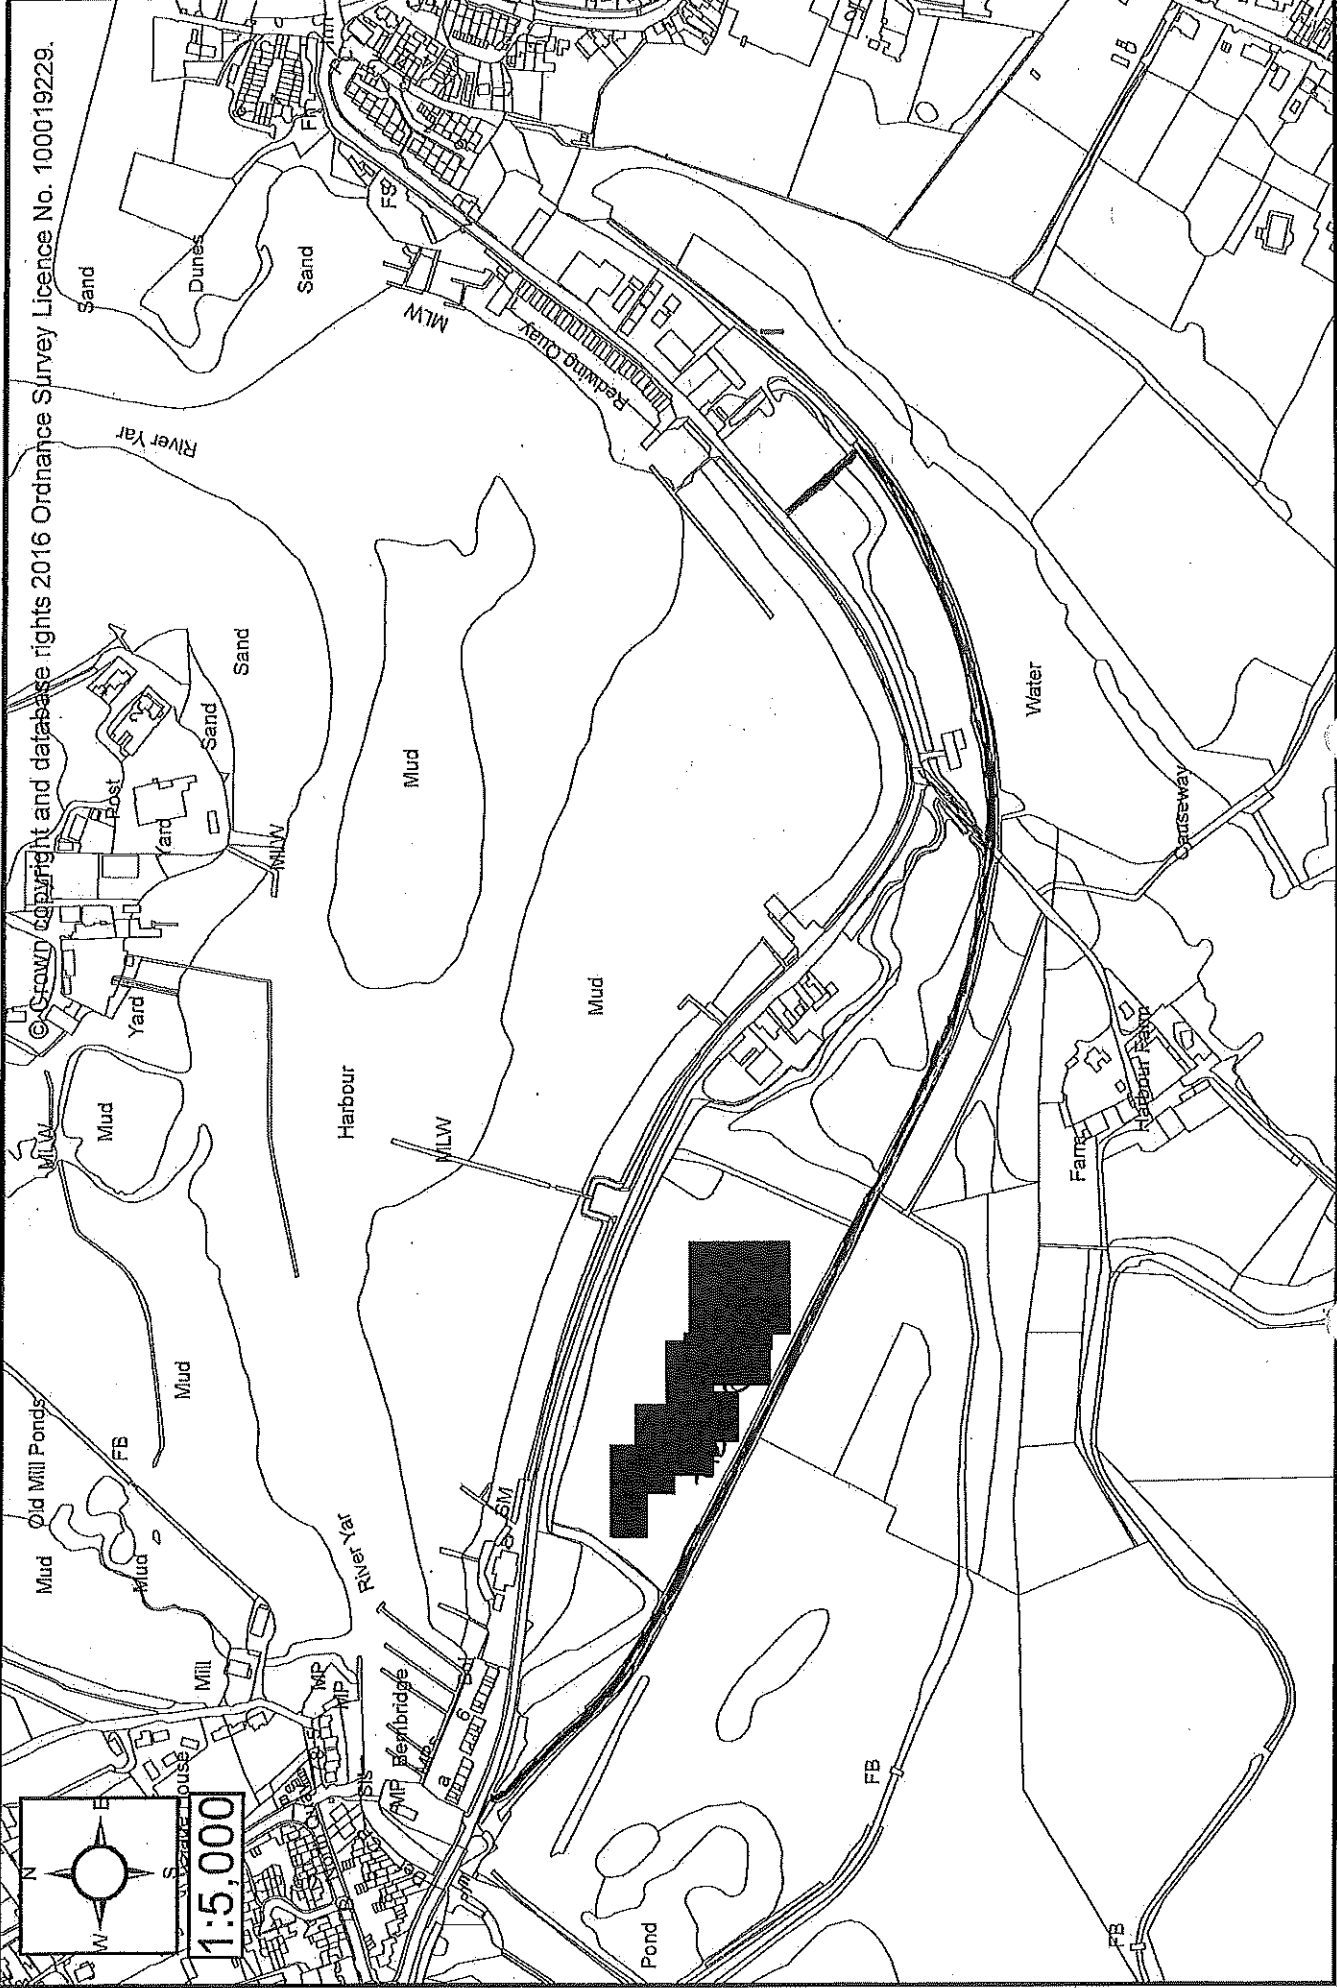 © Crown copyright and database rights 2016 Ordnance Survey Licence No. 100019229.
N
E
S
W
1:5,000
Mud
Old Mill Ponds
FB
Mud
Mud
Mill
MP
MP
River Yar
Bembridge
MP
6
a
SM
MLW
Mud
Yard
Yard
Post
MLW
Sand
Sand
Harbour
MLW
Mud
Mud
River Yar
Sand
Dunes
Sand
MLW
Redwing Quay
Water
Causeway
Harbour Farm
Farm
Pond
FB
FB